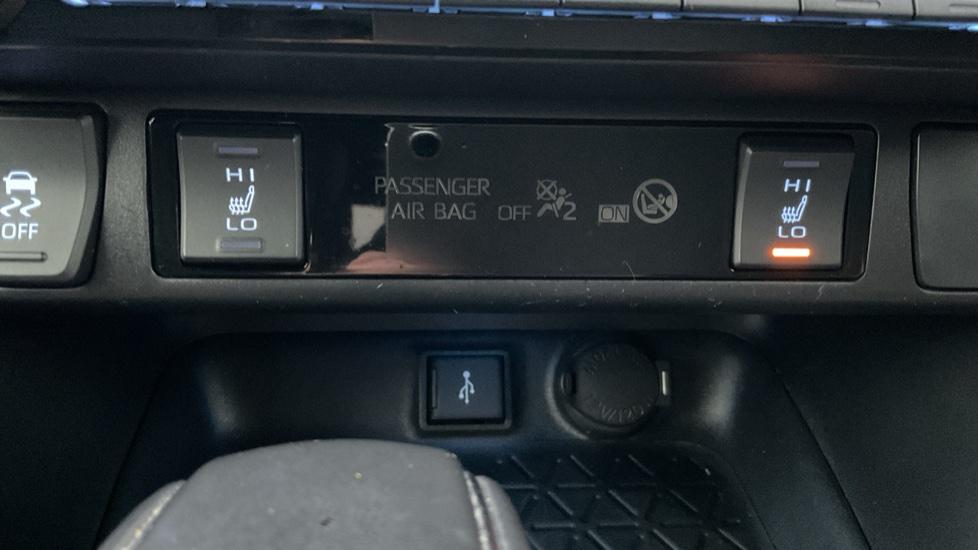 OFF
HI
LO
PASSENGER
AIR BAG OFF 2 ON
HI
LO